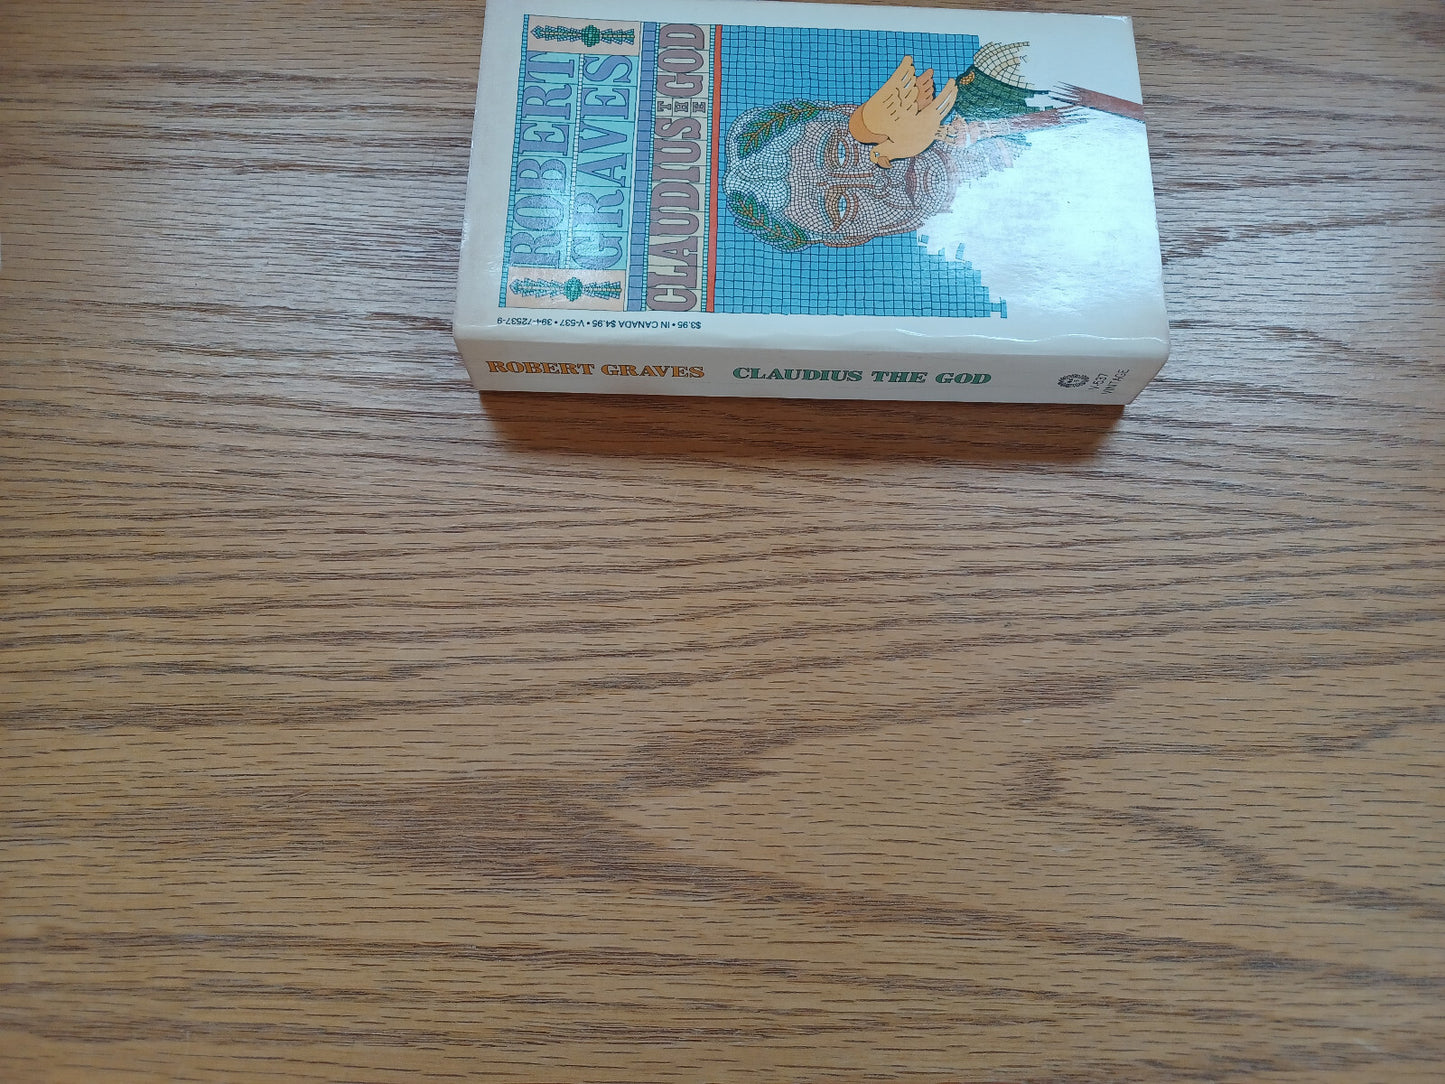 ROBERT
GRAVES
CLAUDIUS THE GOD
$3.95 • IN CANADA $4.95 • V-537 • 394-72537-9
ROBERT GRAVES CLAUDIUS THE GOD
V-537
VINTAGE